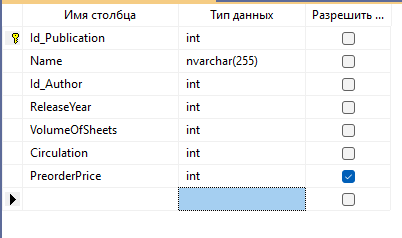 Имя столбца Тип данных Разрешить ...
Id_Publication int
Name nvarchar(255)
Id_Author int
ReleaseYear int
VolumeOfSheets int
Circulation int
PreorderPrice int